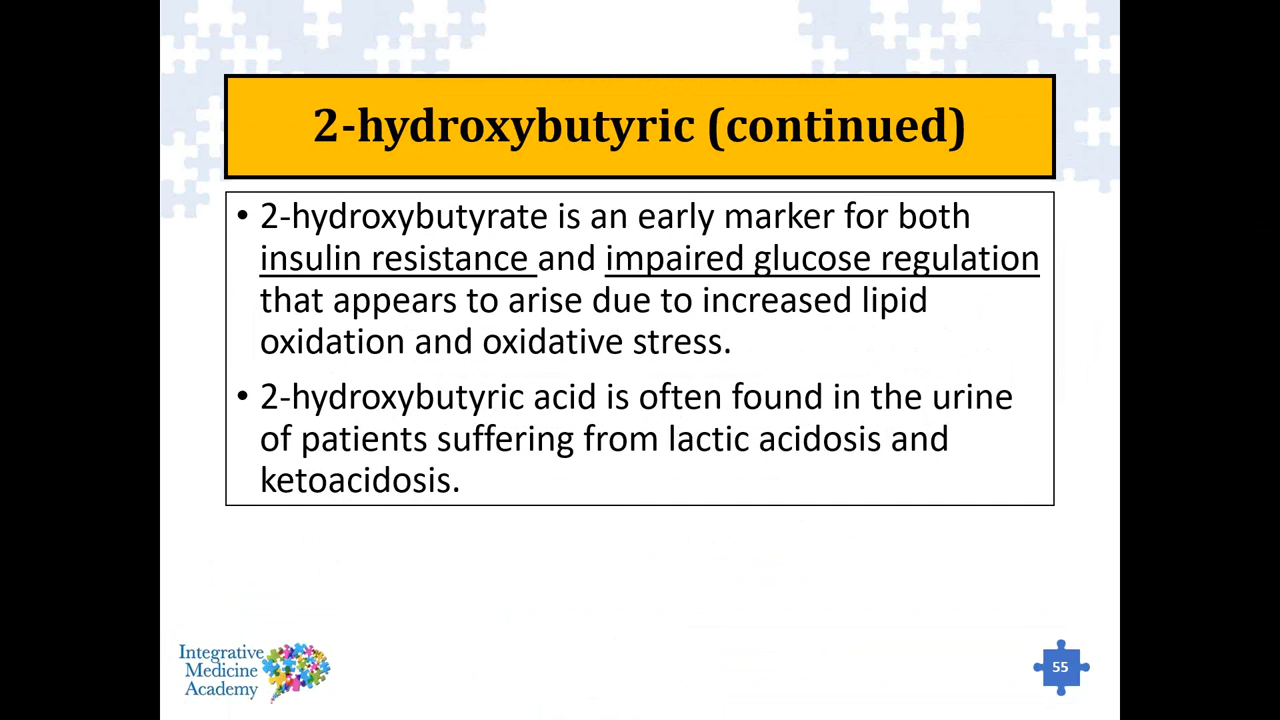 2-hydroxybutyric (continued)
• 2-hydroxybutyrate is an early marker for both
insulin resistance and impaired glucose regulation
that appears to arise due to increased lipid
oxidation and oxidative stress.
• 2-hydroxybutyric acid is often found in the urine
of patients suffering from lactic acidosis and
ketoacidosis.
Integrative
Medicine
Academy
55